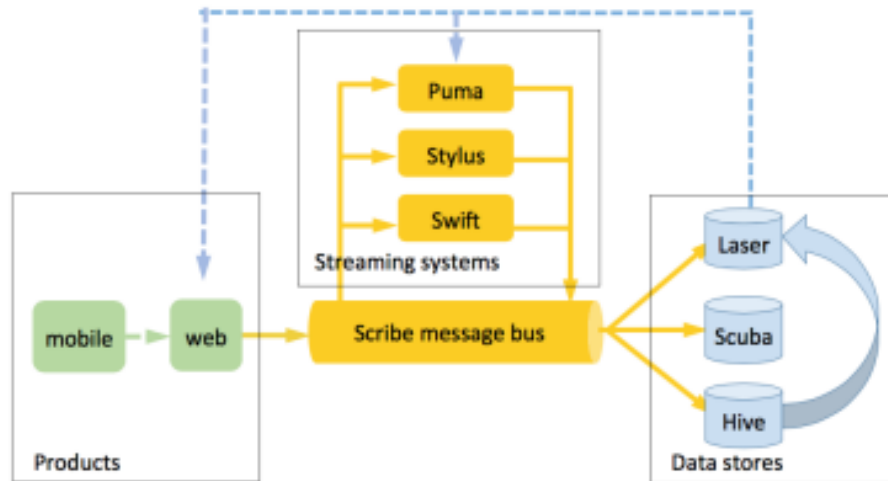 Puma
Stylus
Swift
Streaming systems
mobile
web
Scribe message bus
Laser
Scuba
Hive
Products
Data stores